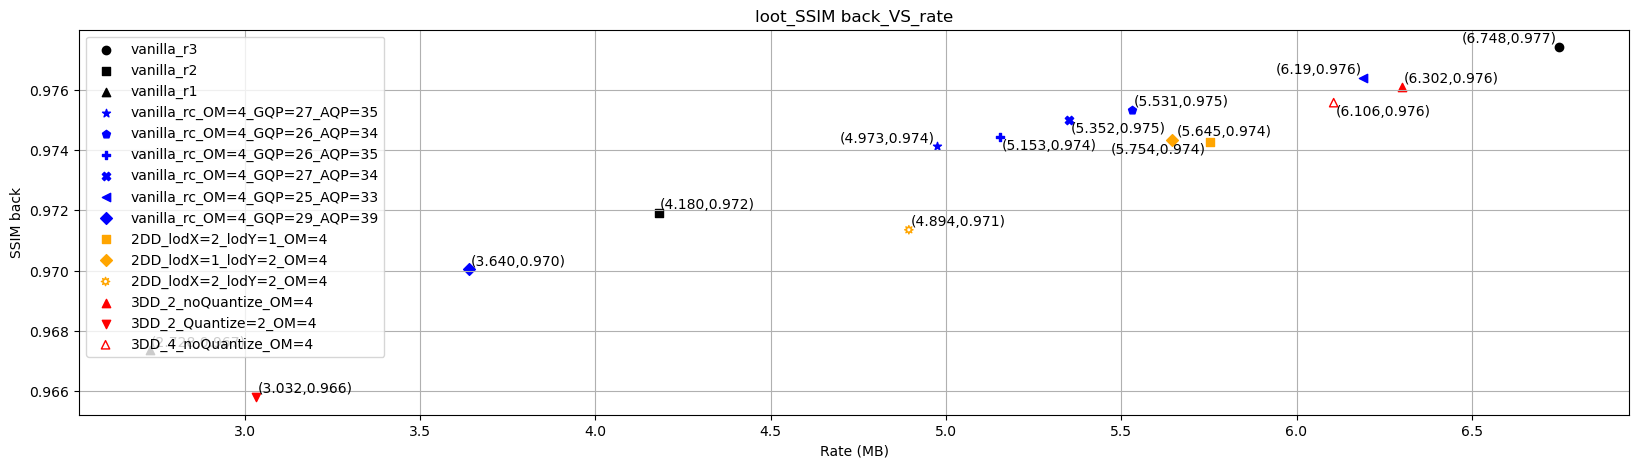 loot_SSIM back_VS_rate
SSIM back
0.976
0.974
0.972
0.970
0.968
0.966
vanilla_r3
vanilla_r2
vanilla_r1
vanilla_rc_OM=4_GQP=27_AQP=35
vanilla_rc_OM=4_GQP=26_AQP=34
vanilla_rc_OM=4_GQP=26_AQP=35
vanilla_rc_OM=4_GQP=27_AQP=34
vanilla_rc_OM=4_GQP=25_AQP=33
vanilla_rc_OM=4_GQP=29_AQP=39
2DD_lodX=2_lodY=1_OM=4
2DD_lodX=1_lodY=2_OM=4
2DD_lodX=2_lodY=2_OM=4
3DD_2_noQuantize_OM=4
3DD_2_Quantize=2_OM=4
3DD_4_noQuantize_OM=4
(6.748,0.977)
(6.19,0.976)
(6.302,0.976)
(6.106,0.976)
(5.531,0.975)
(5.352,0.975)
(5.645,0.974)
(4.973,0.974)
(5.153,0.974)
(5.754,0.974)
(4.180,0.972)
(4.894,0.971)
(3.640,0.970)
(3.032,0.966)
3.0
3.5
4.0
4.5
5.0
5.5
6.0
6.5
Rate (MB)